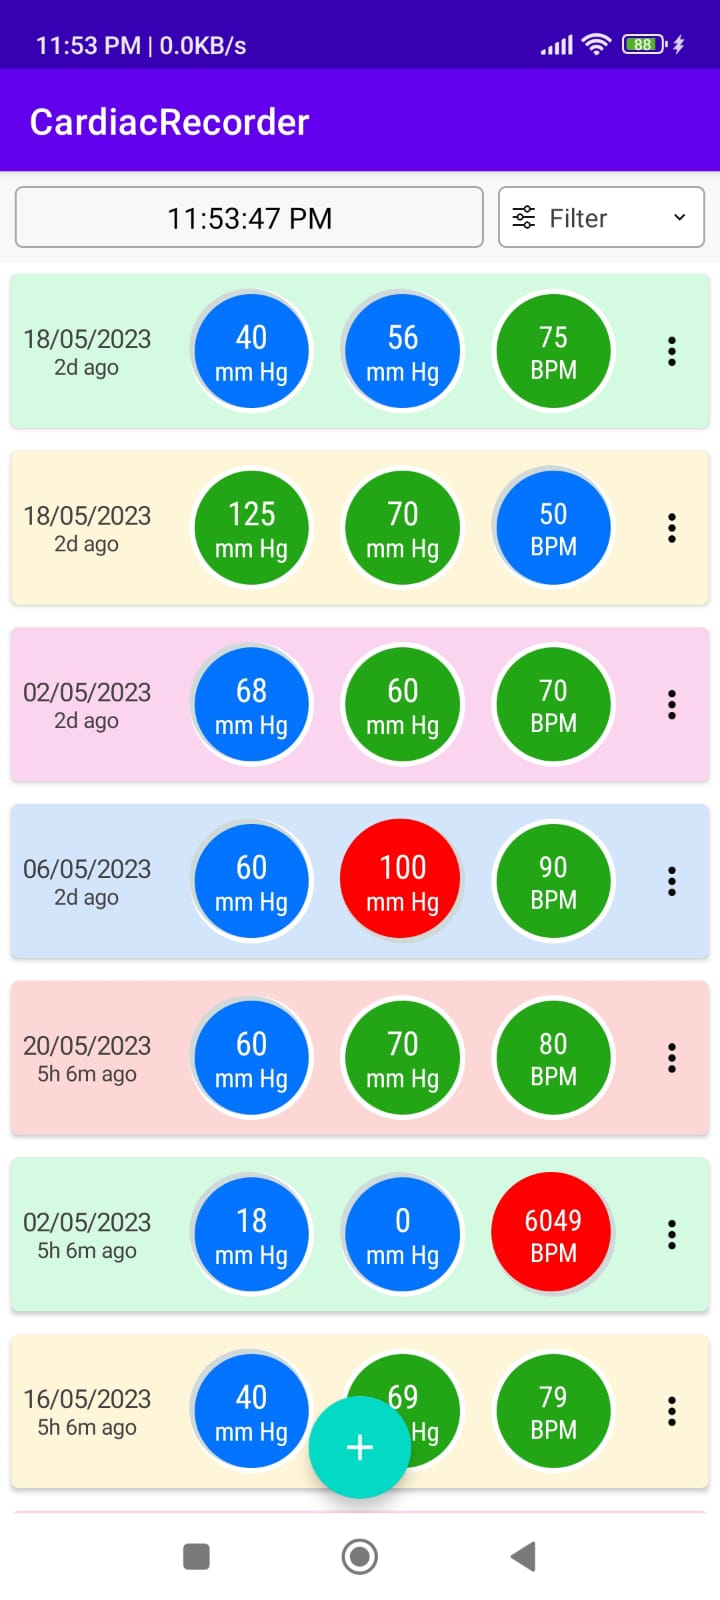 11:53 PM | 0.0KB/s
88
CardiacRecorder
11:53:47 PM
Filter
18/05/2023
2d ago
40
mm Hg
56
mm Hg
75
BPM
18/05/2023
2d ago
125
mm Hg
70
mm Hg
50
BPM
02/05/2023
2d ago
68
mm Hg
60
mm Hg
70
BPM
06/05/2023
2d ago
60
mm Hg
100
mm Hg
90
BPM
20/05/2023
5h 6m ago
60
mm Hg
70
mm Hg
80
BPM
02/05/2023
5h 6m ago
18
mm Hg
0
mm Hg
6049
BPM
16/05/2023
5h 6m ago
40
mm Hg
69
Hg
79
BPM
+